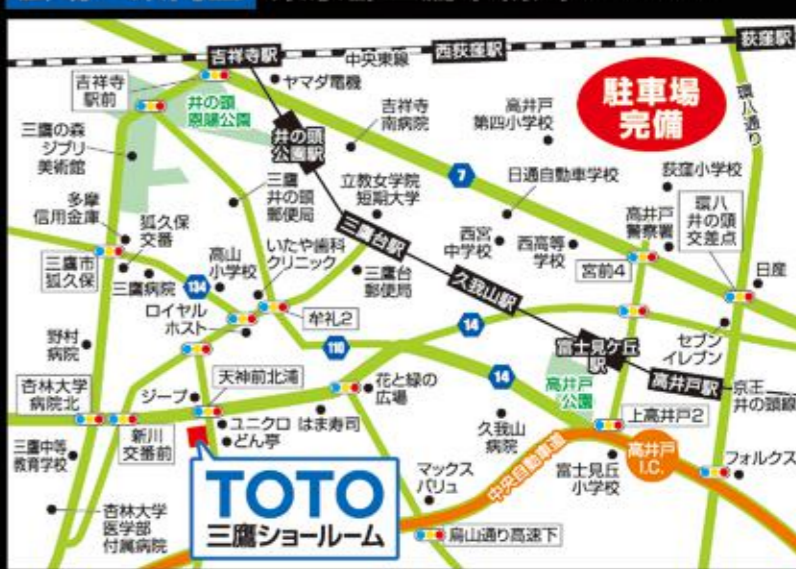 吉祥寺駅
中央東線
西荻窪駅
荻窪駅
吉祥寺
駅前
ヤマダ電機
井の頭
恩賜公園
吉祥寺
南病院
高井戸
第四小学校
駐車場
完備
環八通り
三鷹の森
ジブリ
美術館
井の頭
公園駅
7
日通自動車学校
荻窪小学校
多摩
信用金庫
狐久保
交番
三鷹
井の頭
郵便局
立教女学院
短期大学
三鷹台駅
西宮
中学校
西高等
学校
高井戸
警察署
環八
井の頭
交差点
三鷹市
狐久保
三鷹病院
134
高山
小学校
いたや歯科
クリニック
三鷹台
郵便局
久我山駅
宮前4
日産
ロイヤル
ホスト
牟礼2
14
野村
病院
110
富士見ケ丘
駅
セブン
イレブン
杏林大学
病院北
ジープ
天神前北浦
花と緑の
広場
14
高井戸
公園
高井戸駅
京王
井の頭線
新川
交番前
ユニクロ
どん亭
はま寿司
久我山
病院
上高井戸2
三鷹中等
教育学校
TOTO
三鷹ショールーム
マックス
バリュ
中央自動車道
富士見丘
小学校
高井戸
I.C.
フォルクス
杏林大学
医学部
付属病院
烏山通り高速下